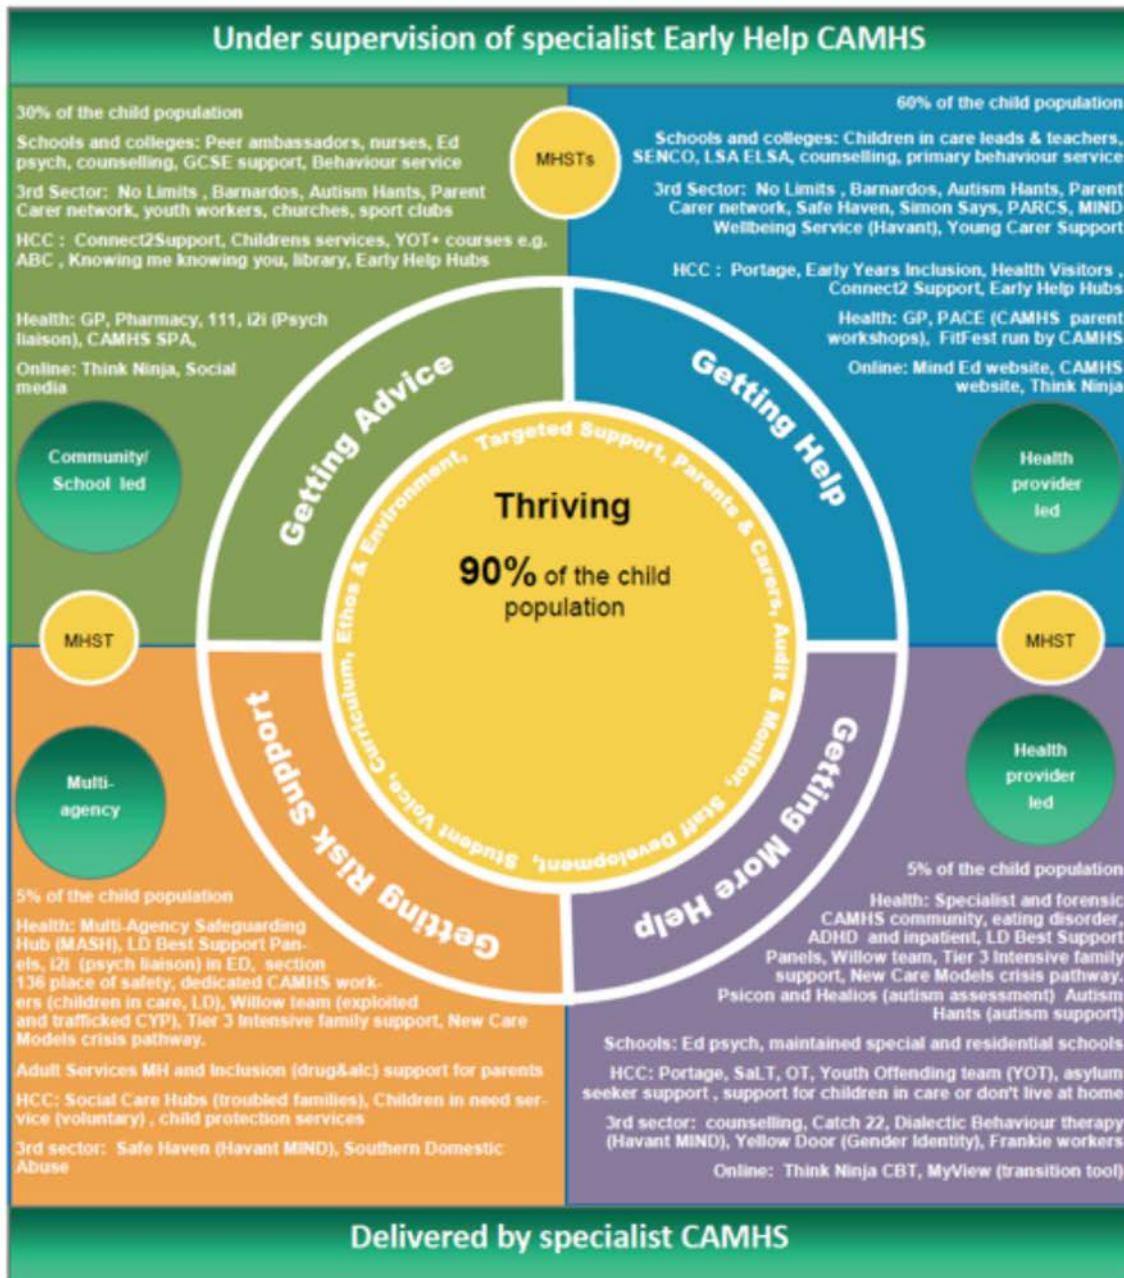 Under supervision of specialist Early Help CAMHS
30% of the child population
Schools and colleges: Peer ambassadors, nurses, Ed
psych, counselling, GCSE support, Behaviour service
3rd Sector: No Limits , Barnardos, Autism Hants, Parent
Carer network, youth workers, churches, sport clubs
HCC : Connect2Support, Childrens services, YOT+ courses e.g.
ABC , Knowing me knowing you, library, Early Help Hubs
Health: GP, Pharmacy, 111, i2i (Psych
liaison), CAMHS SPA,
Online: Think Ninja, Social
media
Community/
School led
MHSTs
60% of the child population
Schools and colleges: Children in care leads & teachers,
SENCO, LSA ELSA, counselling, primary behaviour service
3rd Sector: No Limits , Barnardos, Autism Hants, Parent
Carer network, Safe Haven, Simon Says, PARCS, MIND
Wellbeing Service (Havant), Young Carer Support
HCC : Portage, Early Years Inclusion, Health Visitors ,
Connect2 Support, Early Help Hubs
Health: GP, PACE (CAMHS parent
workshops), FitFest run by CAMHS
Online: Mind Ed website, CAMHS
website, Think Ninja
Health
provider
led
Getting Advice
Getting Help
Targeted Support, Parents & carers, Audit & Monitor, Staff Development, Student Voice, Curriculum, Ethos & Environment,
Thriving
90% of the child
population
MHST
MHST
Getting Risk Support
Getting More Help
Multi-
agency
5% of the child population
Health: Multi-Agency Safeguarding
Hub (MASH), LD Best Support Pan-
els, i2i (psych liaison) in ED, section
136 place of safety, dedicated CAMHS work-
ers (children in care, LD), Willow team (exploited
and trafficked CYP), Tier 3 Intensive family support, New Care
Models crisis pathway.
Adult Services MH and Inclusion (drug&alc) support for parents
HCC: Social Care Hubs (troubled families), Children in need ser-
vice (voluntary) , child protection services
3rd sector: Safe Haven (Havant MIND), Southern Domestic
Abuse
Health
provider
led
5% of the child population
Health: Specialist and forensic
CAMHS community, eating disorder,
ADHD and inpatient, LD Best Support
Panels, Willow team, Tier 3 Intensive family
support, New Care Models crisis pathway.
Psicon and Healios (autism assessment) Autism
Hants (autism support)
Schools: Ed psych, maintained special and residential schools
HCC: Portage, SaLT, OT, Youth Offending team (YOT), asylum
seeker support , support for children in care or don't live at home
3rd sector: counselling, Catch 22, Dialectic Behaviour therapy
(Havant MIND), Yellow Door (Gender Identity), Frankie workers
Online: Think Ninja CBT, MyView (transition tool)
Delivered by specialist CAMHS